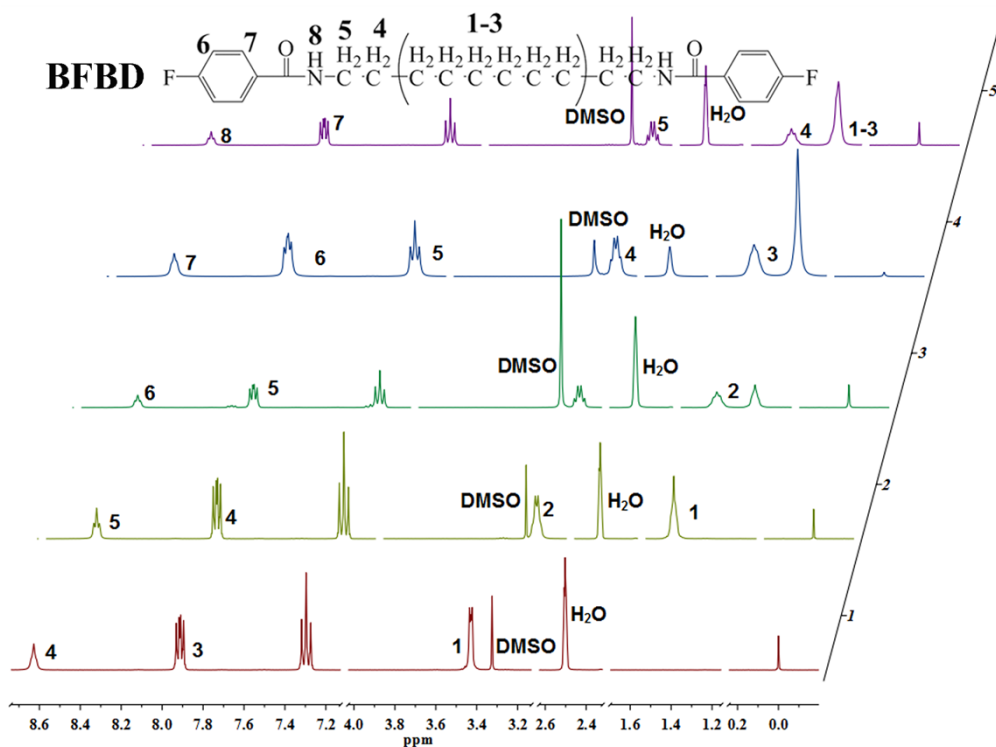 1-3
6 7 O 8 5 4
H H₂ H₂ H₂ H₂ H₂ H₂ H₂ H₂ H₂ H₂ H
BFBD F C N C C C C C C C C C C N C F
O
5
8 7 DMSO 5 H₂O 4 1-3
4
7 6 5 DMSO 4 H₂O 3
3
6 5 DMSO H₂O 2
2
5 4 DMSO 2 H₂O 1
1
4 3 1 DMSO H₂O
8.6 8.4 8.2 8.0 7.8 7.6 7.4 7.2 4.0 3.8 3.6 3.4 3.2 2.6 2.4 1.6 1.2 0.2 0.0
ppm